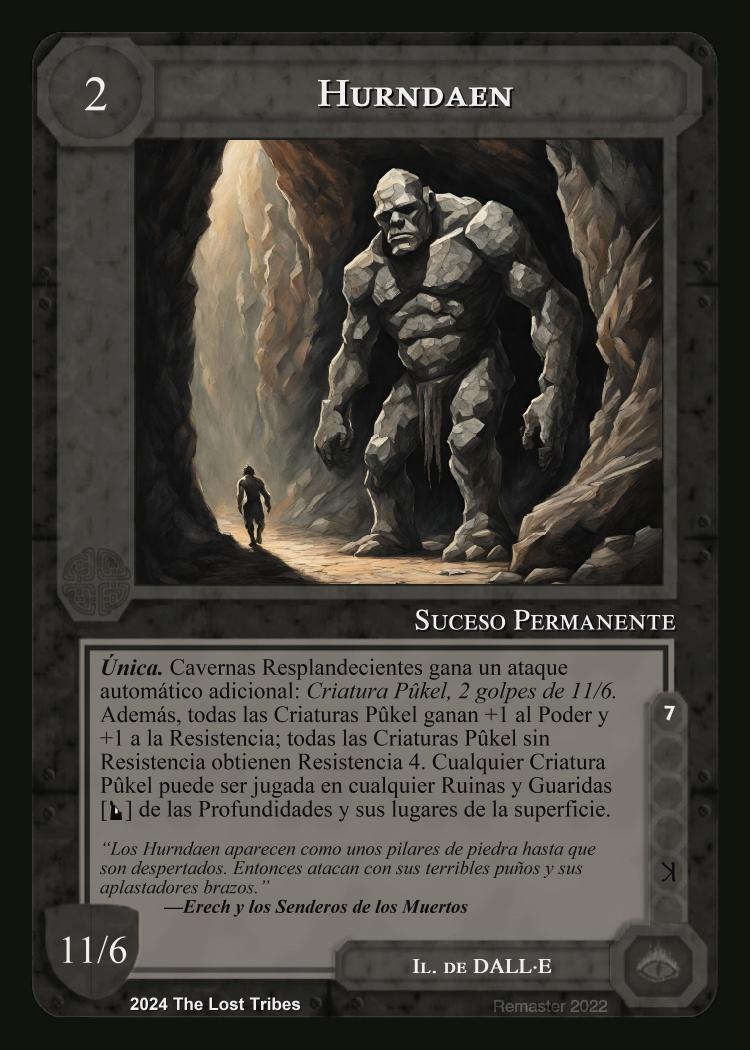 2
Hurndaen
Suceso Permanente
Única. Cavernas Resplandecientes gana un ataque
automático adicional: Criatura Pûkel, 2 golpes de 11/6.
Además, todas las Criaturas Pûkel ganan +1 al Poder y
+1 a la Resistencia; todas las Criaturas Pûkel sin
Resistencia obtienen Resistencia 4. Cualquier Criatura
Pûkel puede ser jugada en cualquier Ruinas y Guaridas
[ ] de las Profundidades y sus lugares de la superficie.
7
“Los Hurndaen aparecen como unos pilares de piedra hasta que
son despertados. Entonces atacan con sus terribles puños y sus
aplastadores brazos.”
—Erech y los Senderos de los Muertos
11/6
Il. de DALL·E
2024 The Lost Tribes
Remaster 2022